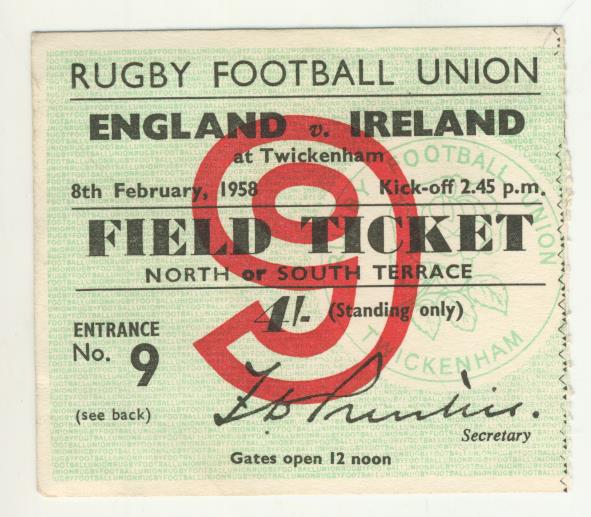 RUGBY FOOTBALL UNION
ENGLAND v. IRELAND
at Twickenham
8th February, 1958 Kick-off 2.45 p.m.
FIELD TICKET
NORTH or SOUTH TERRACE
4/- (Standing only)
ENTRANCE
No. 9
9
(see back)
Secretary
Gates open 12 noon
RUGBY FOOTBALL UNION
TWICKENHAM